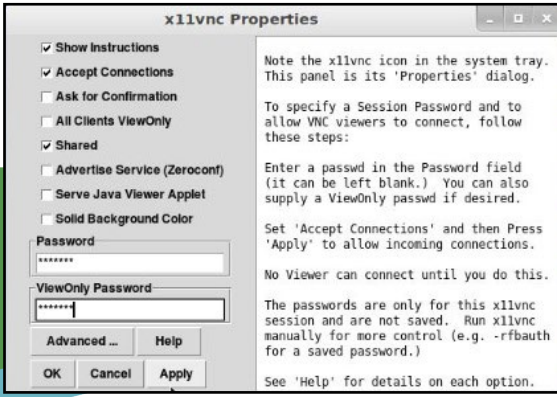 x11vnc Properties
Show Instructions
Accept Connections
Ask for Confirmation
All Clients ViewOnly
Shared
Advertise Service (Zeroconf)
Serve Java Viewer Applet
Solid Background Color
Password
*******
ViewOnly Password
*******
Advanced ... Help
OK Cancel Apply
Note the x11vnc icon in the system tray.
This panel is its 'Properties' dialog.
To specify a Session Password and to
allow VNC viewers to connect, follow
these steps:
Enter a passwd in the Password field
(it can be left blank.) You can also
supply a ViewOnly passwd if desired.
Set 'Accept Connections' and then Press
'Apply' to allow incoming connections.
No Viewer can connect until you do this.
The passwords are only for this x11vnc
session and are not saved. Run x11vnc
manually for more control (e.g. -rfbauth
for a saved password.)
See 'Help' for details on each option.